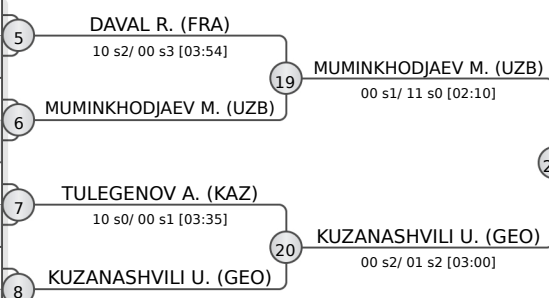 DAVAL R. (FRA)
5
10 s2/ 00 s3 [03:54]
19
MUMINKHODJAEV M. (UZB)
00 s1/ 11 s0 [02:10]
MUMINKHODJAEV M. (UZB)
6
TULEGENOV A. (KAZ)
7
10 s0/ 00 s1 [03:35]
20
KUZANASHVILI U. (GEO)
00 s2/ 01 s2 [03:00]
KUZANASHVILI U. (GEO)
8